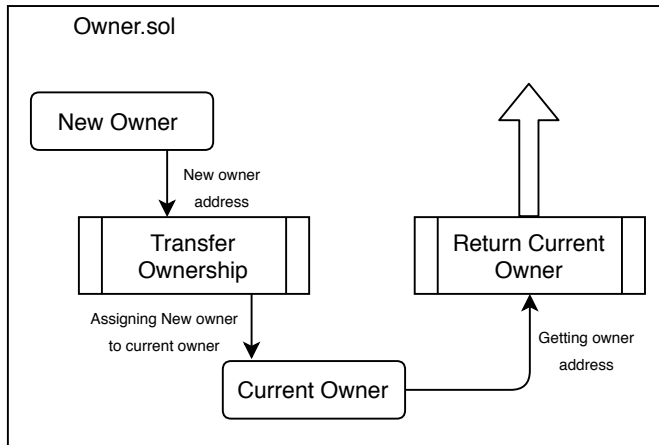 Owner.sol
New Owner
New owner
address
Transfer
Ownership
Return Current
Owner
Assigning New owner
to current owner
Getting owner
address
Current Owner